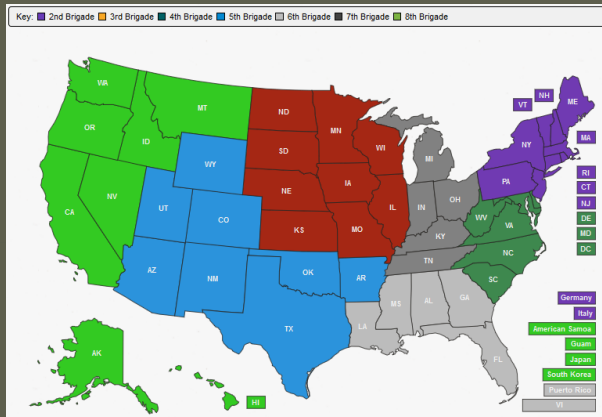 Key: 2nd Brigade 3rd Brigade 4th Brigade 5th Brigade 6th Brigade 7th Brigade 8th Brigade
WA
MT
ND
MN
ME
NH
VT
OR
ID
SD
WI
NY
MA
WY
MI
IA
NE
PA
RI
CT
NJ
NV
UT
CO
IL
IN
OH
WV
VA
DE
MD
DC
CA
KS
MO
KY
NC
TN
AZ
NM
OK
AR
SC
MS
AL
GA
TX
LA
FL
AK
HI
Germany
Italy
American Samoa
Guam
Japan
South Korea
Puerto Rico
VI